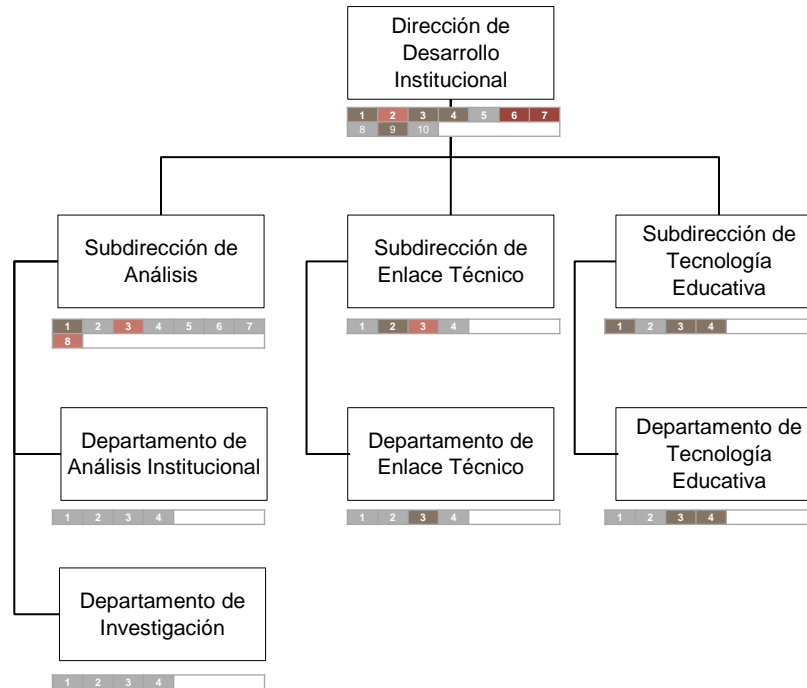 Dirección de
Desarrollo
Institucional
1 2 3 4 5 6 7
8 9 10
Subdirección de
Análisis
1 2 3 4 5 6 7
8
Subdirección de
Enlace Técnico
1 2 3 4
Subdirección de
Tecnología
Educativa
1 2 3 4
Departamento de
Análisis Institucional
1 2 3 4
Departamento de
Enlace Técnico
1 2 3 4
Departamento de
Tecnología
Educativa
1 2 3 4
Departamento de
Investigación
1 2 3 4